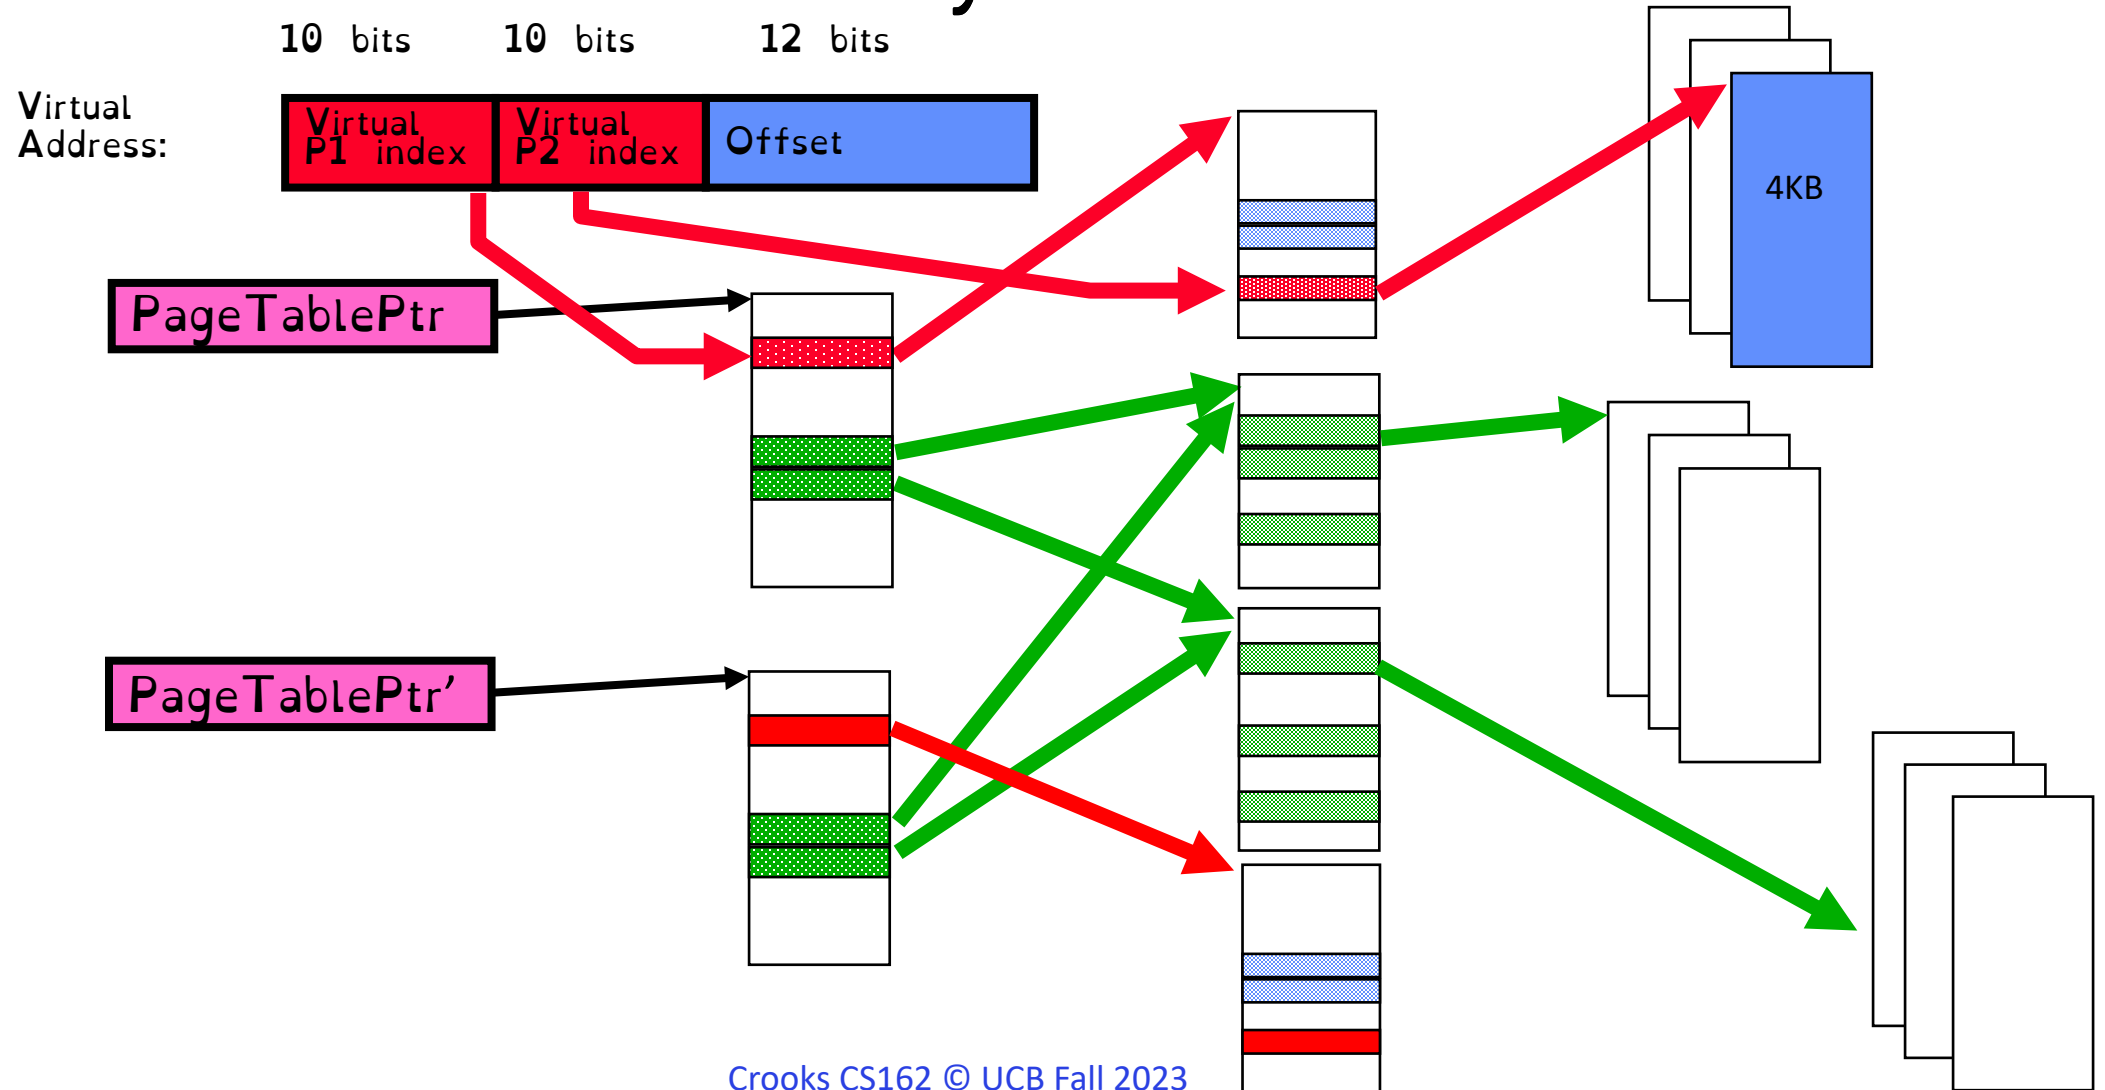 10 bits 10 bits 12 bits
Virtual
Address:
Virtual
P1 index
Virtual
P2 index
Offset
4KB
PageTablePtr
PageTablePtr’
Crooks CS162 © UCB Fall 2023